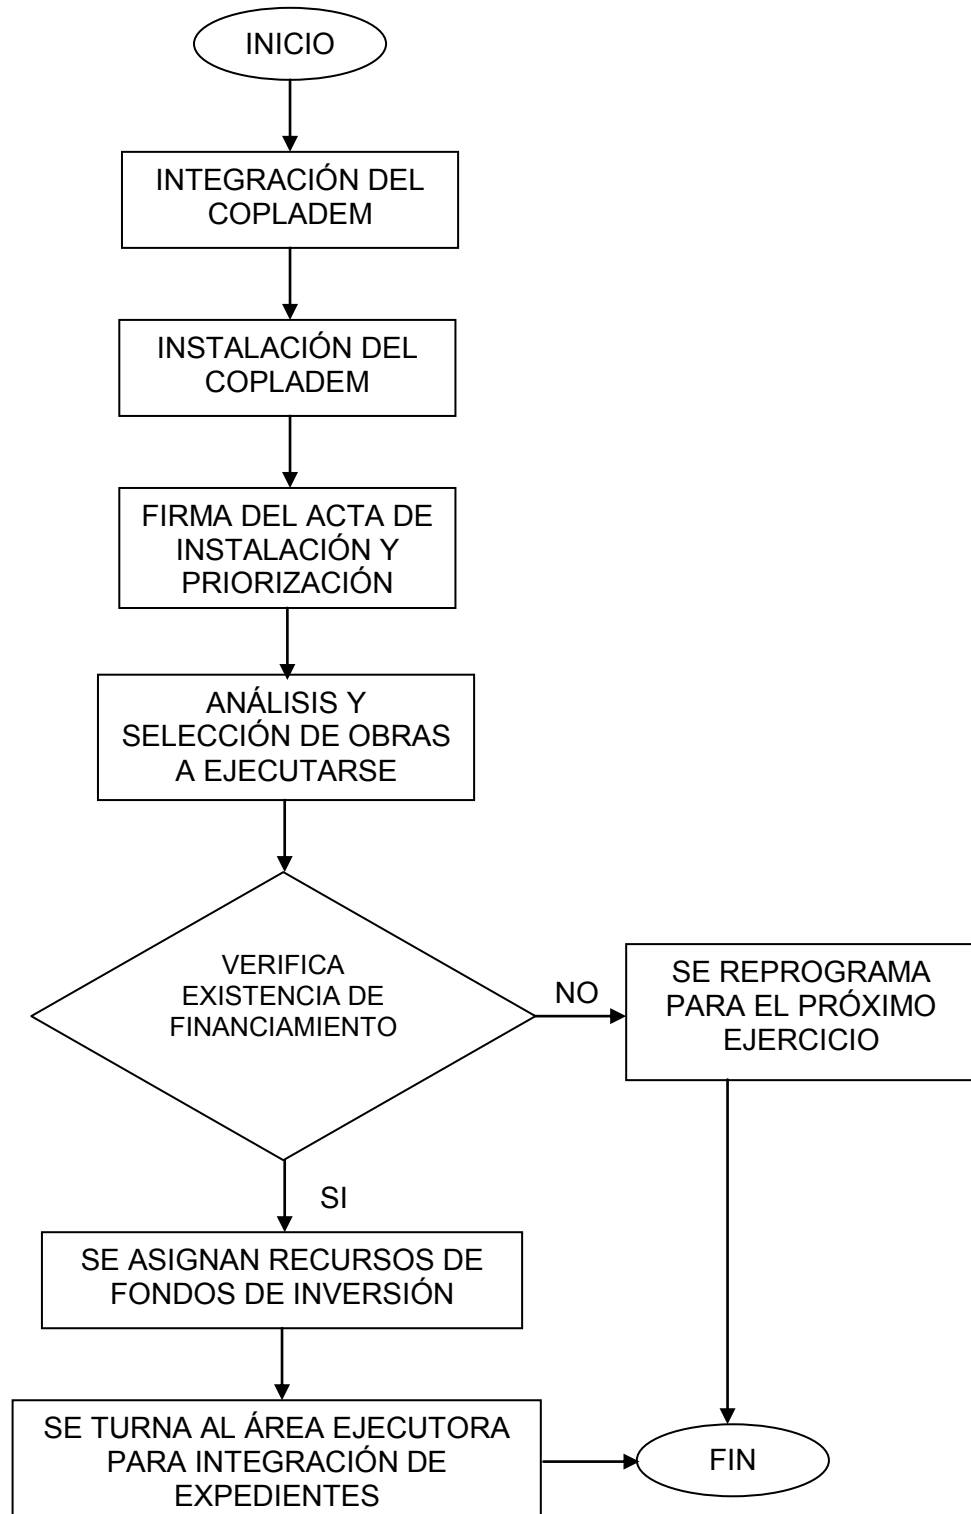 INICIO
INTEGRACIÓN DEL
COPLADEM
INSTALACIÓN DEL
COPLADEM
FIRMA DEL ACTA DE
INSTALACIÓN Y
PRIORIZACIÓN
ANÁLISIS Y
SELECCIÓN DE OBRAS
A EJECUTARSE
VERIFICA
EXISTENCIA DE
FINANCIAMIENTO
NO
SE REPROGRAMA
PARA EL PRÓXIMO
EJERCICIO
SI
SE ASIGNAN RECURSOS DE
FONDOS DE INVERSIÓN
SE TURNA AL ÁREA EJECUTORA
PARA INTEGRACIÓN DE
EXPEDIENTES
FIN